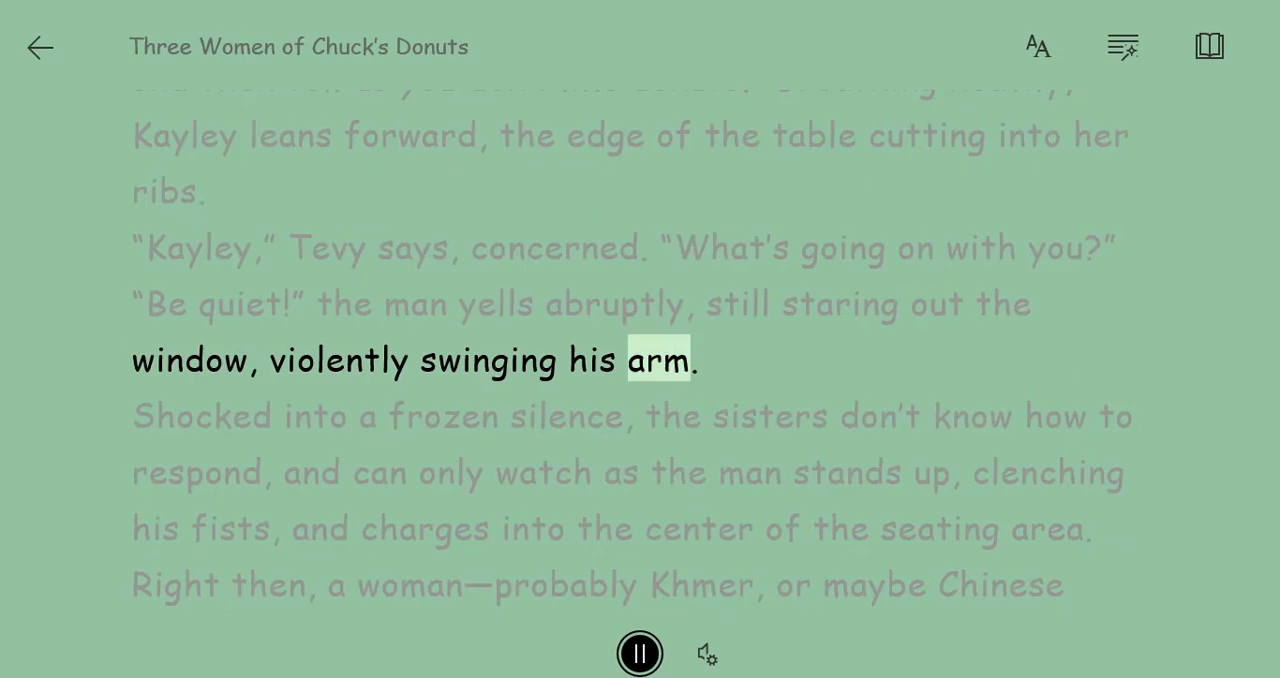 Three Women of Chuck's Donuts
Kayley leans forward, the edge of the table cutting into her
ribs.
“Kayley,” Tevy says, concerned. “What's going on with you?”
“Be quiet!” the man yells abruptly, still staring out the
window, violently swinging his arm.
Shocked into a frozen silence, the sisters don't know how to
respond, and can only watch as the man stands up, clenching
his fists, and charges into the center of the seating area.
Right then, a woman—probably Khmer, or maybe Chinese